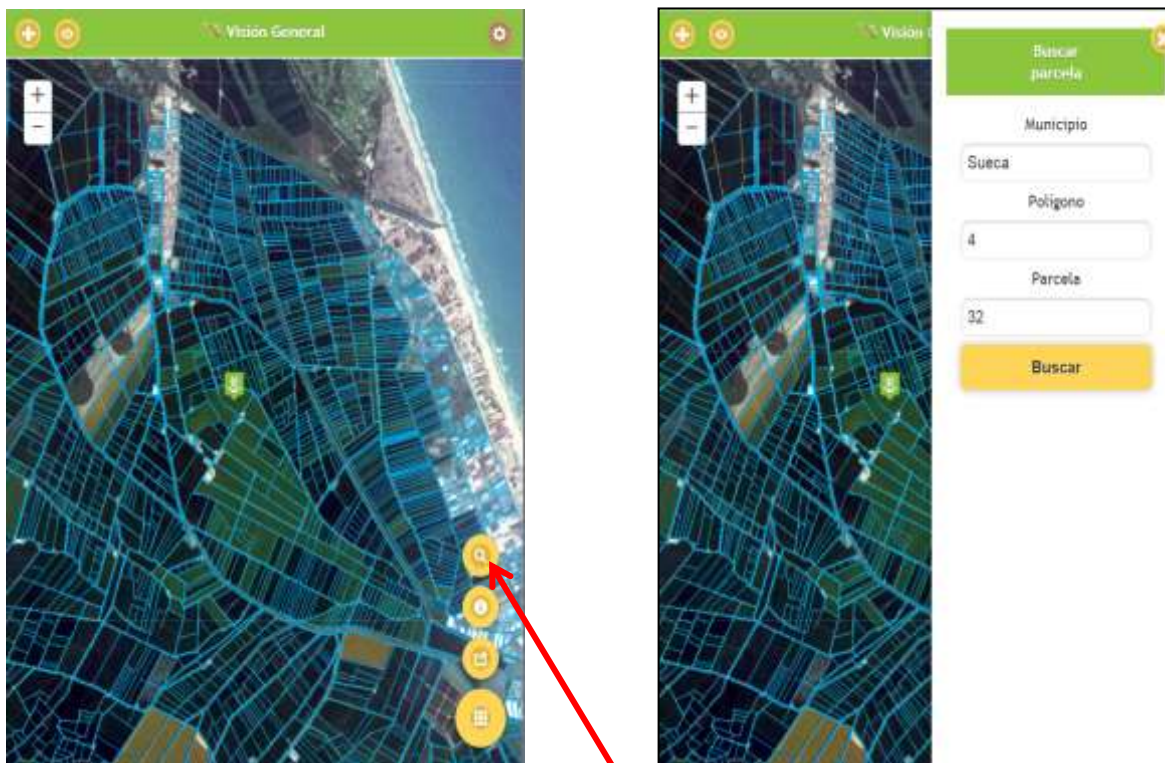 Visión General
+
−
Visión G
+
−
Buscar
parcela
Municipio
Sueca
Polígono
4
Parcela
32
Buscar